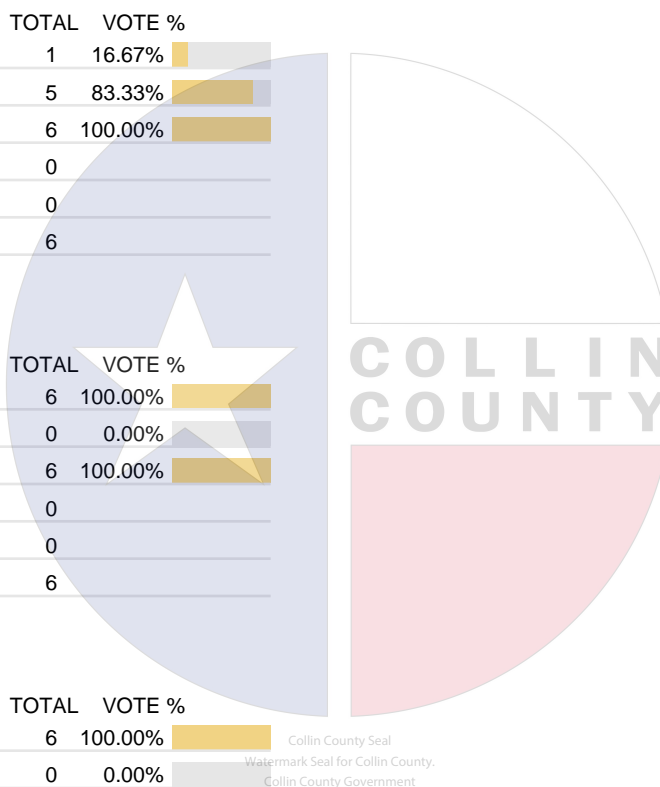 TOTAL VOTE %
1 16.67%
5 83.33%
6 100.00%
0
0
6
TOTAL VOTE %
6 100.00%
0 0.00%
6 100.00%
0
0
6
COLLIN
COUNTY
TOTAL VOTE %
6 100.00%
0 0.00%
Collin County Seal
Watermark Seal for Collin County.
Collin County Government